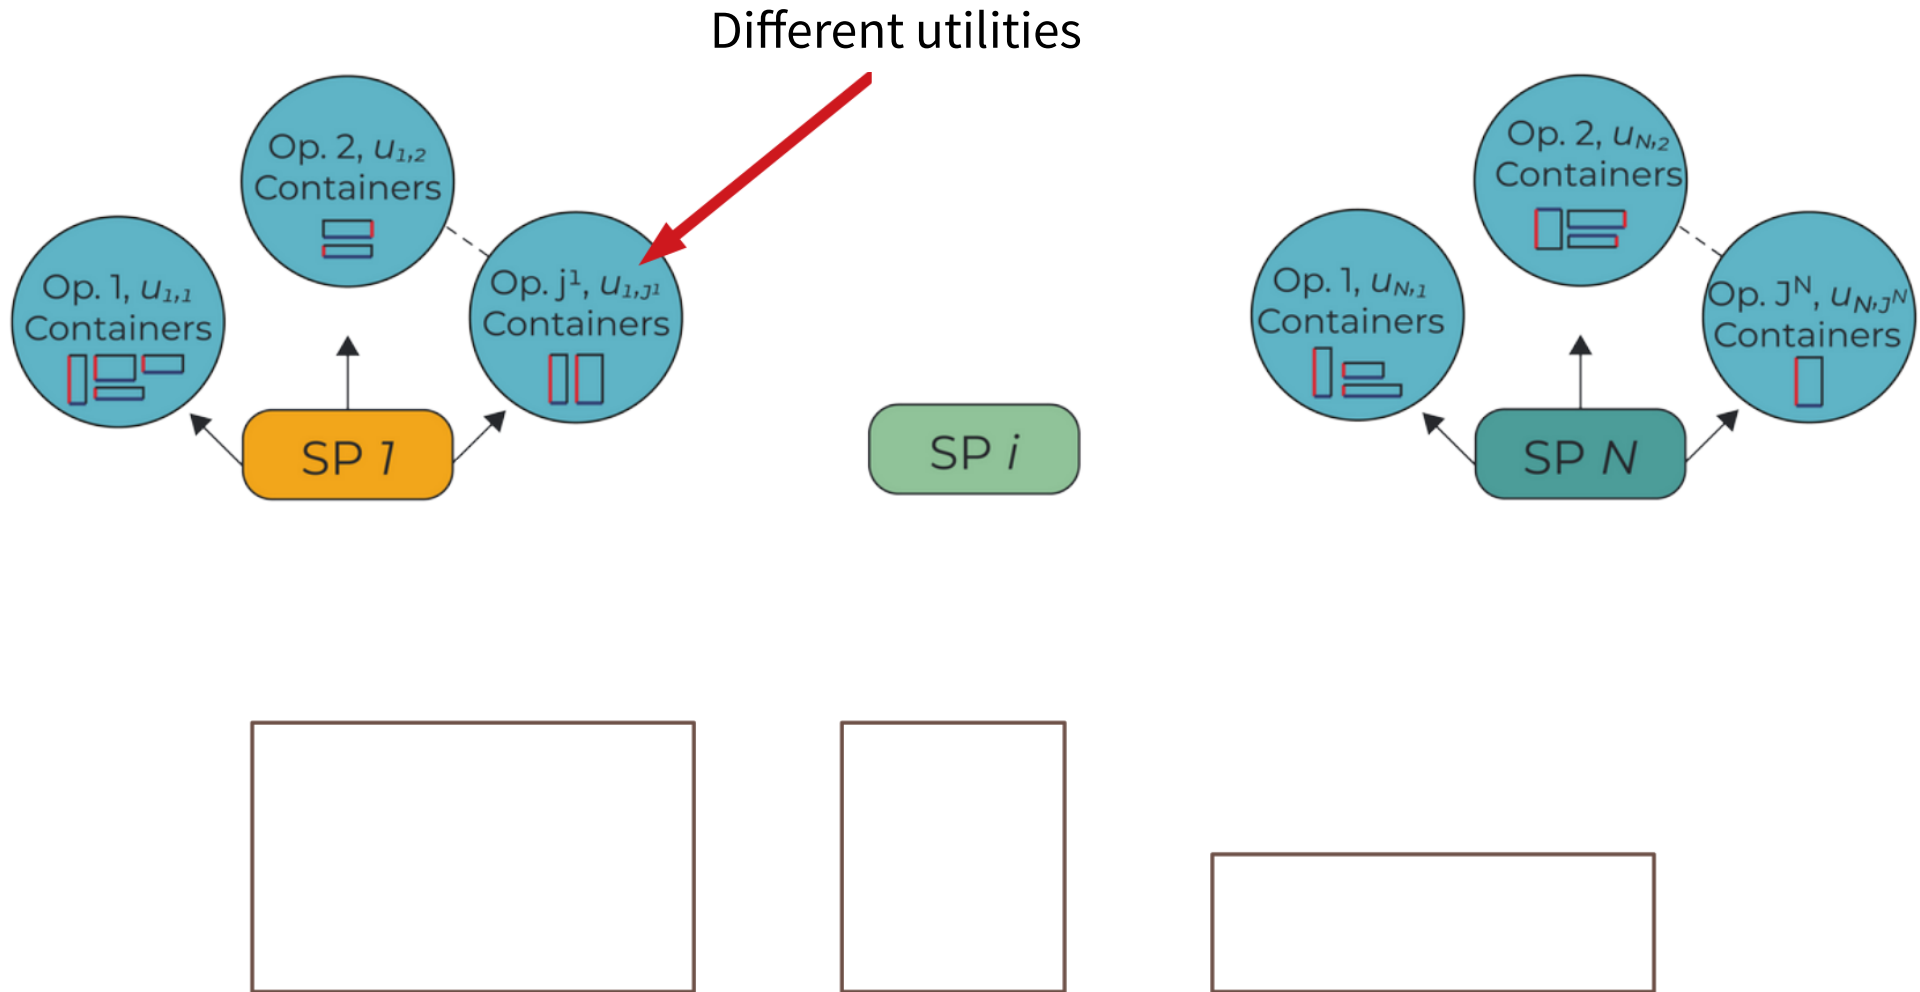 Different utilities
Op. 2, u₁,₂
Containers
Op. 1, u₁,₁
Containers
Op. j¹, u₁,J¹
Containers
SP 1
SP i
Op. 2, uN,2
Containers
Op. 1, uN,1
Containers
Op. Jᴺ, uN,Jᴺ
Containers
SP N